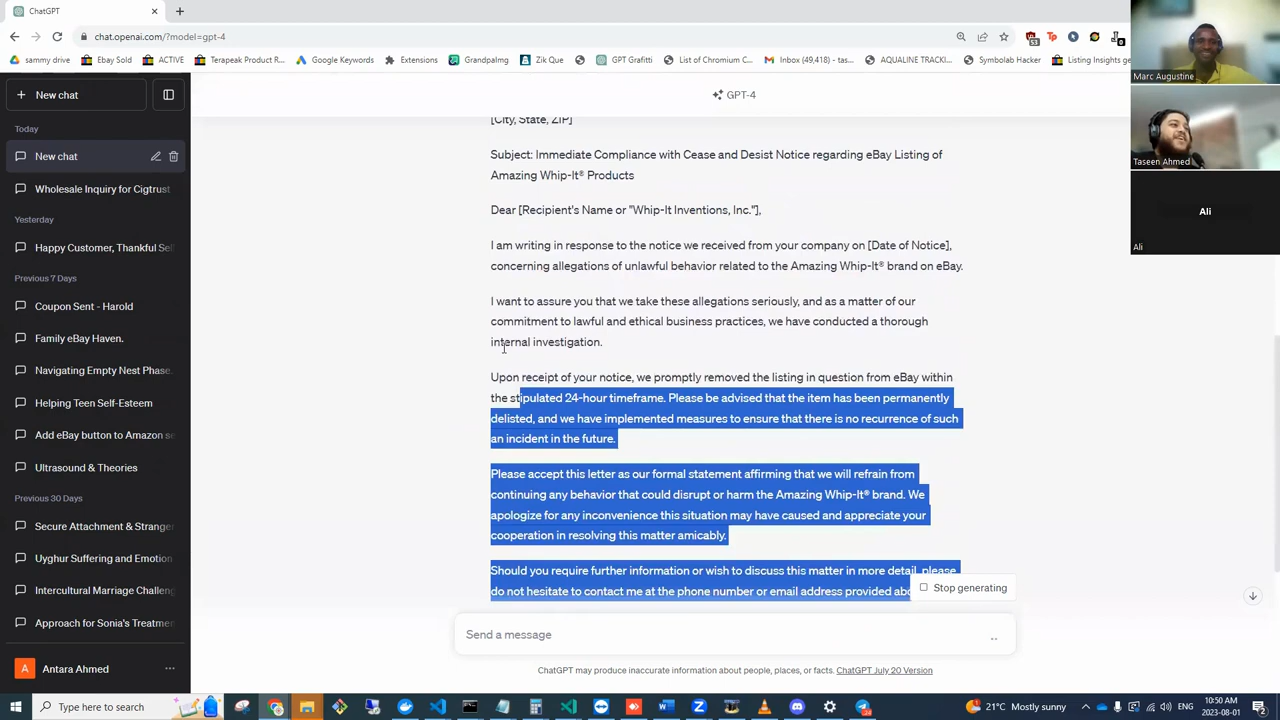 ChatGPT
chat.openai.com/?model=gpt-4
sammy drive
Ebay Sold
ACTIVE
Terapeak Product R...
Google Keywords
Extensions
Grandpalmg
Zik Que
GPT Grafitti
List of Chromium C...
Inbox (49,418) - tas...
AQUALINE TRACKI...
Symbolab Hacker
Listing Insights
New chat
GPT-4
Today
New chat
Wholesale Inquiry for Cigtrust
Yesterday
Happy Customer, Thankful Sel
Previous 7 Days
Coupon Sent - Harold
Family eBay Haven.
Navigating Empty Nest Phase.
Add eBay button to Amazon se
Ultrasound & Theories
Previous 30 Days
Secure Attachment & Stranger
Uyghur Suffering and Emotion
Intercultural Marriage Challeng
Approach for Sonia's Treatme
Antara Ahmed
[City, State, ZIP]
Subject: Immediate Compliance with Cease and Desist Notice regarding eBay Listing of
Amazing Whip-It® Products
Dear [Recipient's Name or "Whip-It Inventions, Inc."],
I am writing in response to the notice we received from your company on [Date of Notice],
concerning allegations of unlawful behavior related to the Amazing Whip-It® brand on eBay.
I want to assure you that we take these allegations seriously, and as a matter of our
commitment to lawful and ethical business practices, we have conducted a thorough
internal investigation.
Upon receipt of your notice, we promptly removed the listing in question from eBay within
the stipulated 24-hour timeframe. Please be advised that the item has been permanently
delisted, and we have implemented measures to ensure that there is no recurrence of such
an incident in the future.
Please accept this letter as our formal statement affirming that we will refrain from
continuing any behavior that could disrupt or harm the Amazing Whip-It® brand. We
apologize for any inconvenience this situation may have caused and appreciate your
cooperation in resolving this matter amicably.
Should you require further information or wish to discuss this matter in more detail, please
do not hesitate to contact me at the phone number or email address provided abo
Stop generating
Send a message
ChatGPT may produce inaccurate information about people, places, or facts. ChatGPT July 20 Version
Marc Augustine
Taseen Ahmed
Ali
Ali
Type here to search
21°C Mostly sunny
10:50 AM
2023-08-01